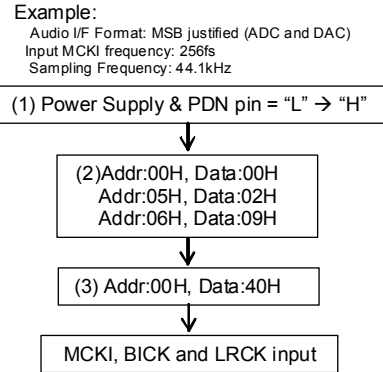 Example:
Audio I/F Format: MSB justified (ADC and DAC)
Input MCKI frequency: 256fs
Sampling Frequency: 44.1kHz
(1) Power Supply & PDN pin = “L” → “H”
(2)Addr:00H, Data:00H
Addr:05H, Data:02H
Addr:06H, Data:09H
(3) Addr:00H, Data:40H
MCKI, BICK and LRCK input